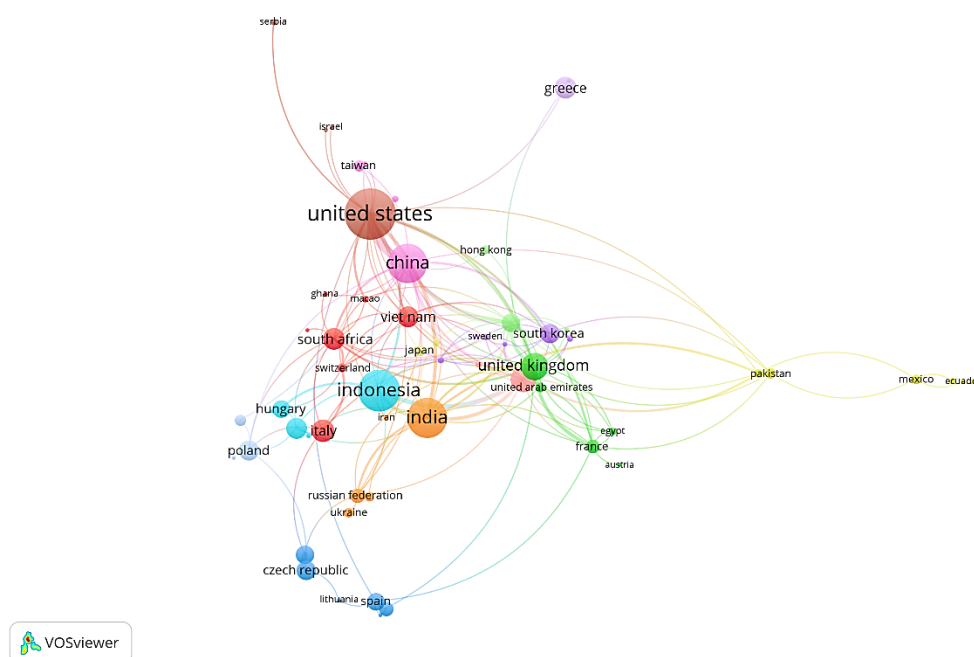 serbia
greece
israel
taiwan
united states
hong kong
china
ghana
macao
viet nam
south africa
sweden
south korea
japan
switzerland
united kingdom
pakistan
mexico
ecuado
united arab emirates
indonesia
hungary
iran
india
italy
egypt
france
poland
austria
russian federation
ukraine
czech republic
lithuania
spain
VOSviewer